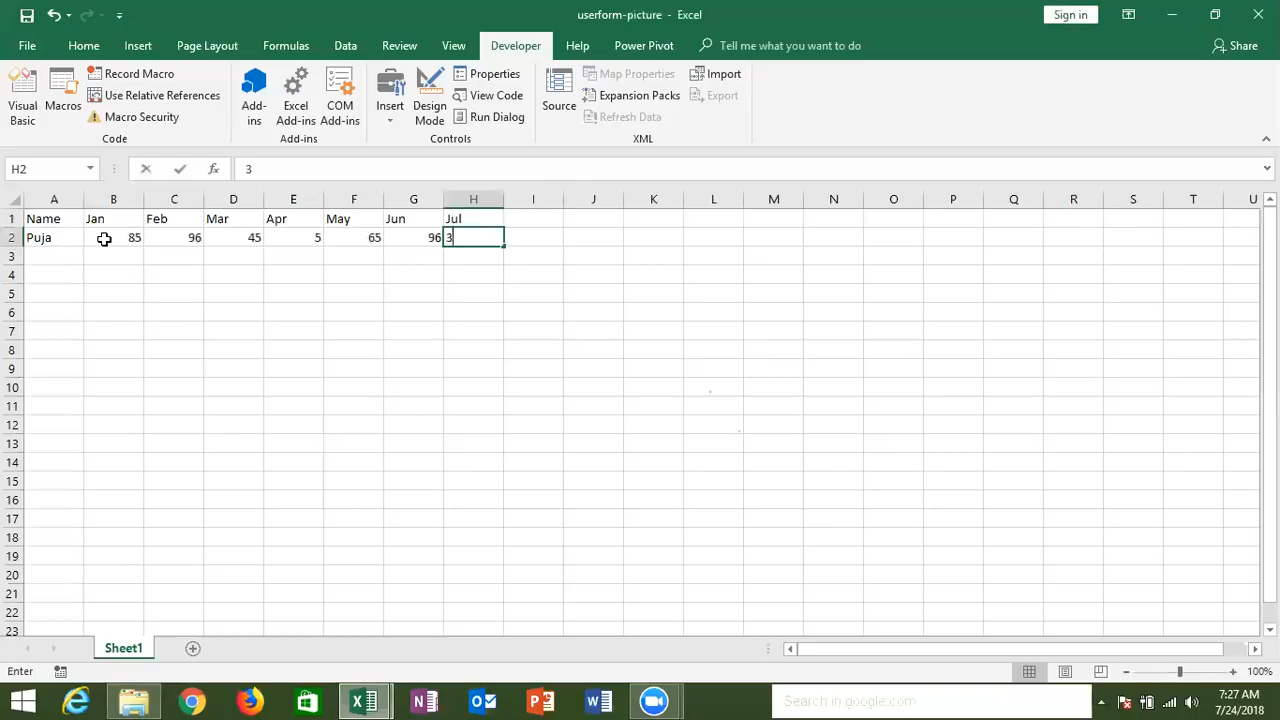 userform-picture - Excel
Sign in
File Home Insert Page Layout Formulas Data Review View Developer Help Power Pivot Tell me what you want to do Share
Visual Basic
Macros
Record Macro
Use Relative References
Macro Security
Code
Add-ins
Excel Add-ins
COM Add-ins
Add-ins
Insert
Design Mode
Properties
View Code
Run Dialog
Controls
Source
Map Properties
Expansion Packs
Refresh Data
Import
Export
XML
H2 fx 3
A B C D E F G H I J K L M N O P Q R S T U
1 Name Jan Feb Mar Apr May Jun Jul
2 Puja 85 96 45 5 65 96 3
3
4
5
6
7
8
9
10
11
12
13
14
15
16
17
18
19
20
21
22
23
Sheet1
Enter 100%
Search in google.com
7:27 AM
7/24/2018